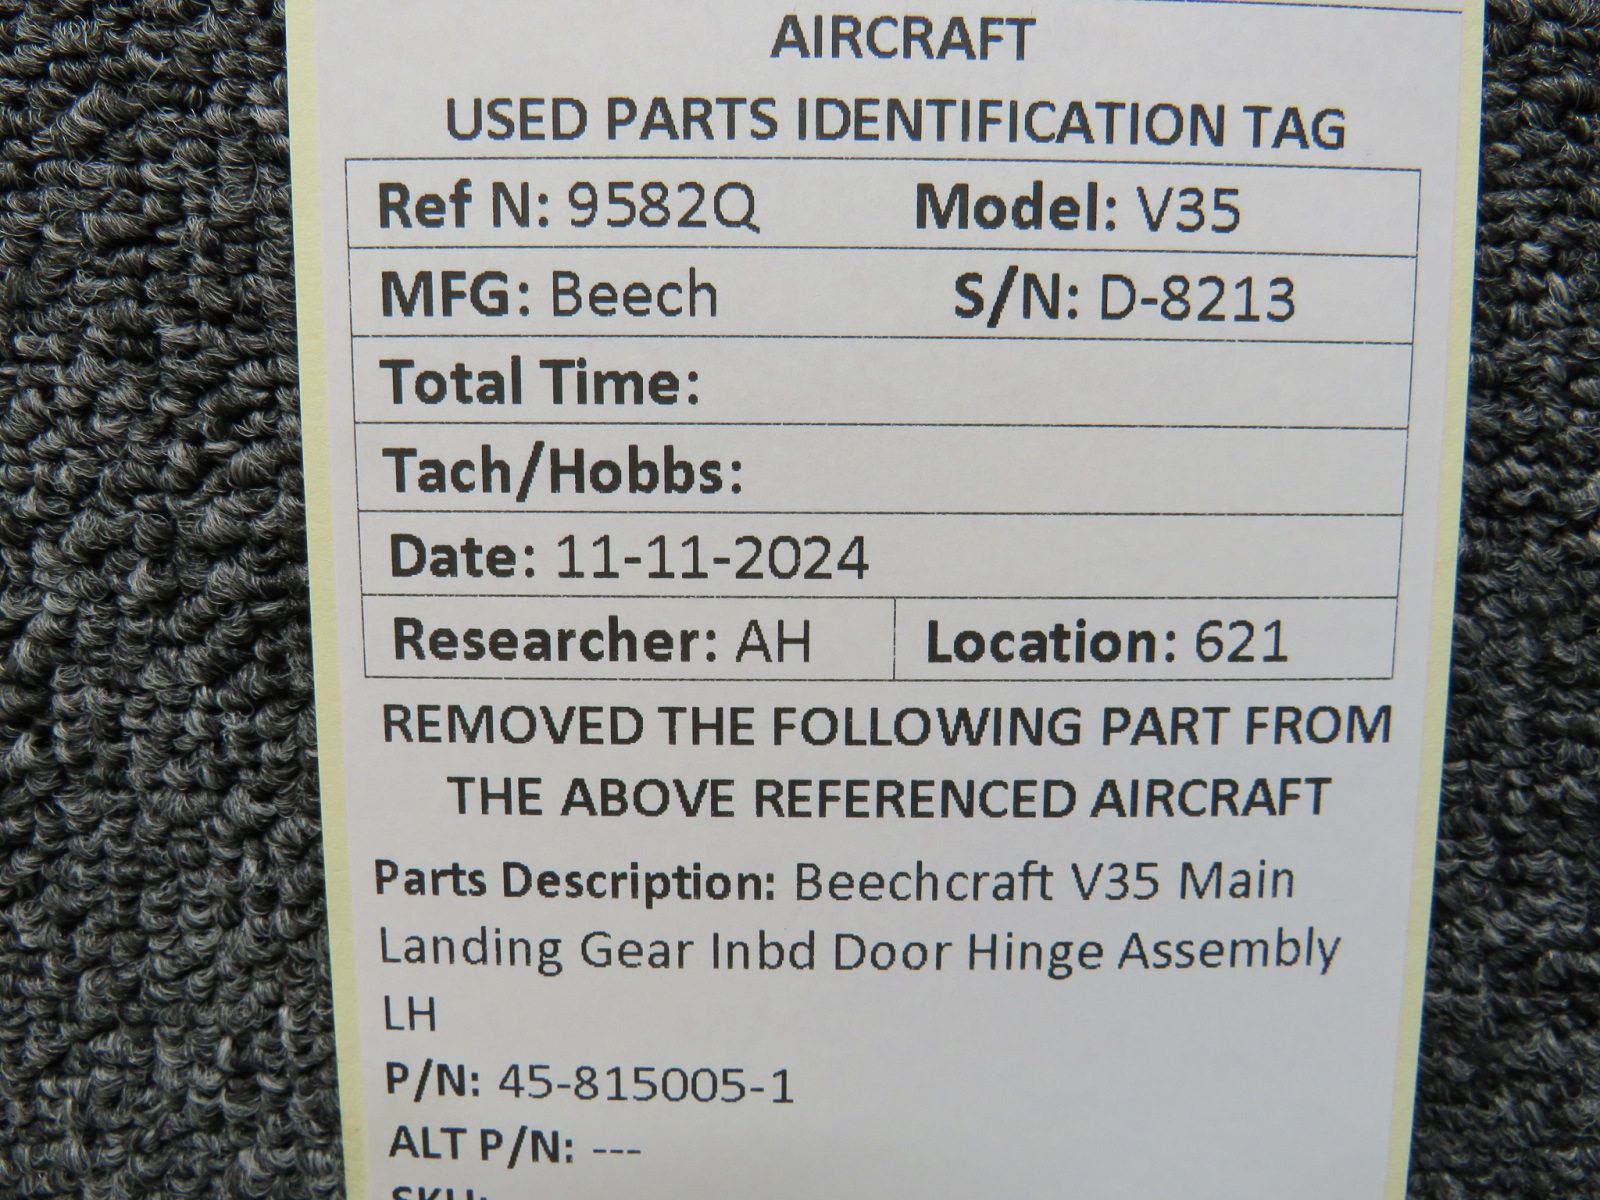 AIRCRAFT
USED PARTS IDENTIFICATION TAG
Ref N: 9582Q Model: V35
MFG: Beech S/N: D-8213
Total Time:
Tach/Hobbs:
Date: 11-11-2024
Researcher: AH Location: 621
REMOVED THE FOLLOWING PART FROM
THE ABOVE REFERENCED AIRCRAFT
Parts Description: Beechcraft V35 Main
Landing Gear Inbd Door Hinge Assembly
LH
P/N: 45-815005-1
ALT P/N: ---
SKU: